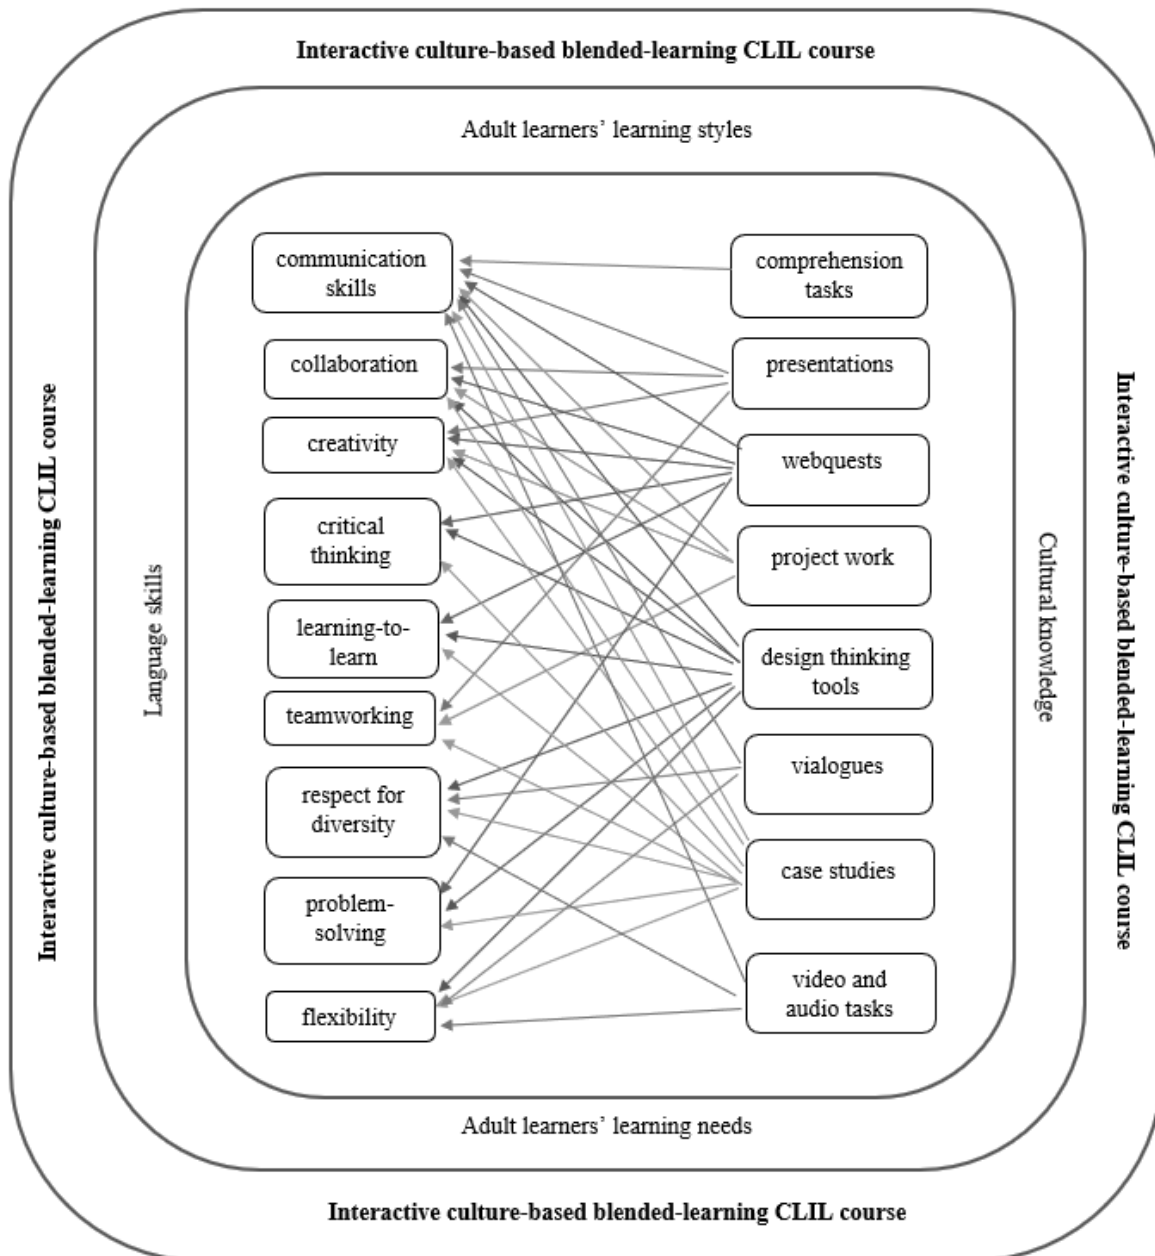 Interactive culture-based blended-learning CLIL course
Adult learners’ learning styles
Interactive culture-based blended-learning CLIL course
Language skills
communication
skills
collaboration
creativity
critical
thinking
learning-to-
learn
teamworking
respect for
diversity
problem-
solving
flexibility
comprehension
tasks
presentations
webquests
project work
design thinking
tools
vialogues
case studies
video and
audio tasks
Cultural knowledge
Interactive culture-based blended-learning CLIL course
Adult learners’ learning needs
Interactive culture-based blended-learning CLIL course